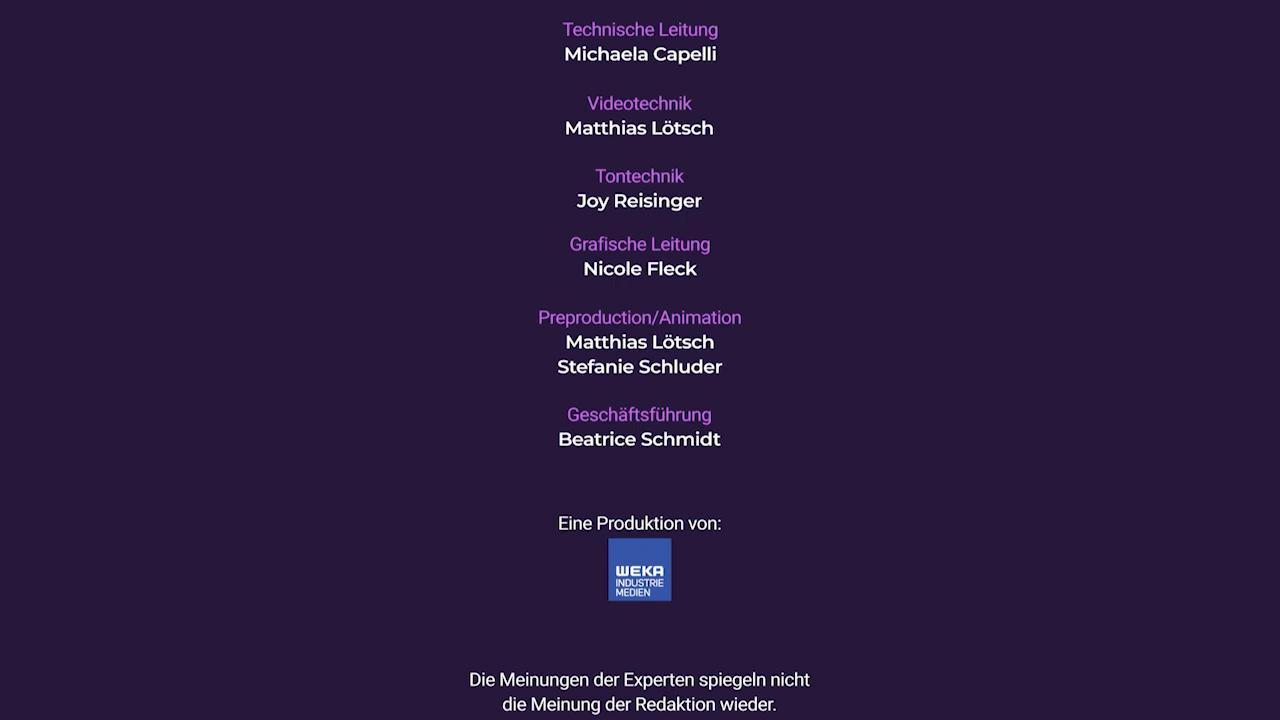 Technische Leitung
Michaela Capelli
Videotechnik
Matthias Lötsch
Tontechnik
Joy Reisinger
Grafische Leitung
Nicole Fleck
Preproduction/Animation
Matthias Lötsch
Stefanie Schluder
Geschäftsführung
Beatrice Schmidt
Eine Produktion von:
WEKA
INDUSTRIE
MEDIEN
Die Meinungen der Experten spiegeln nicht
die Meinung der Redaktion wieder.